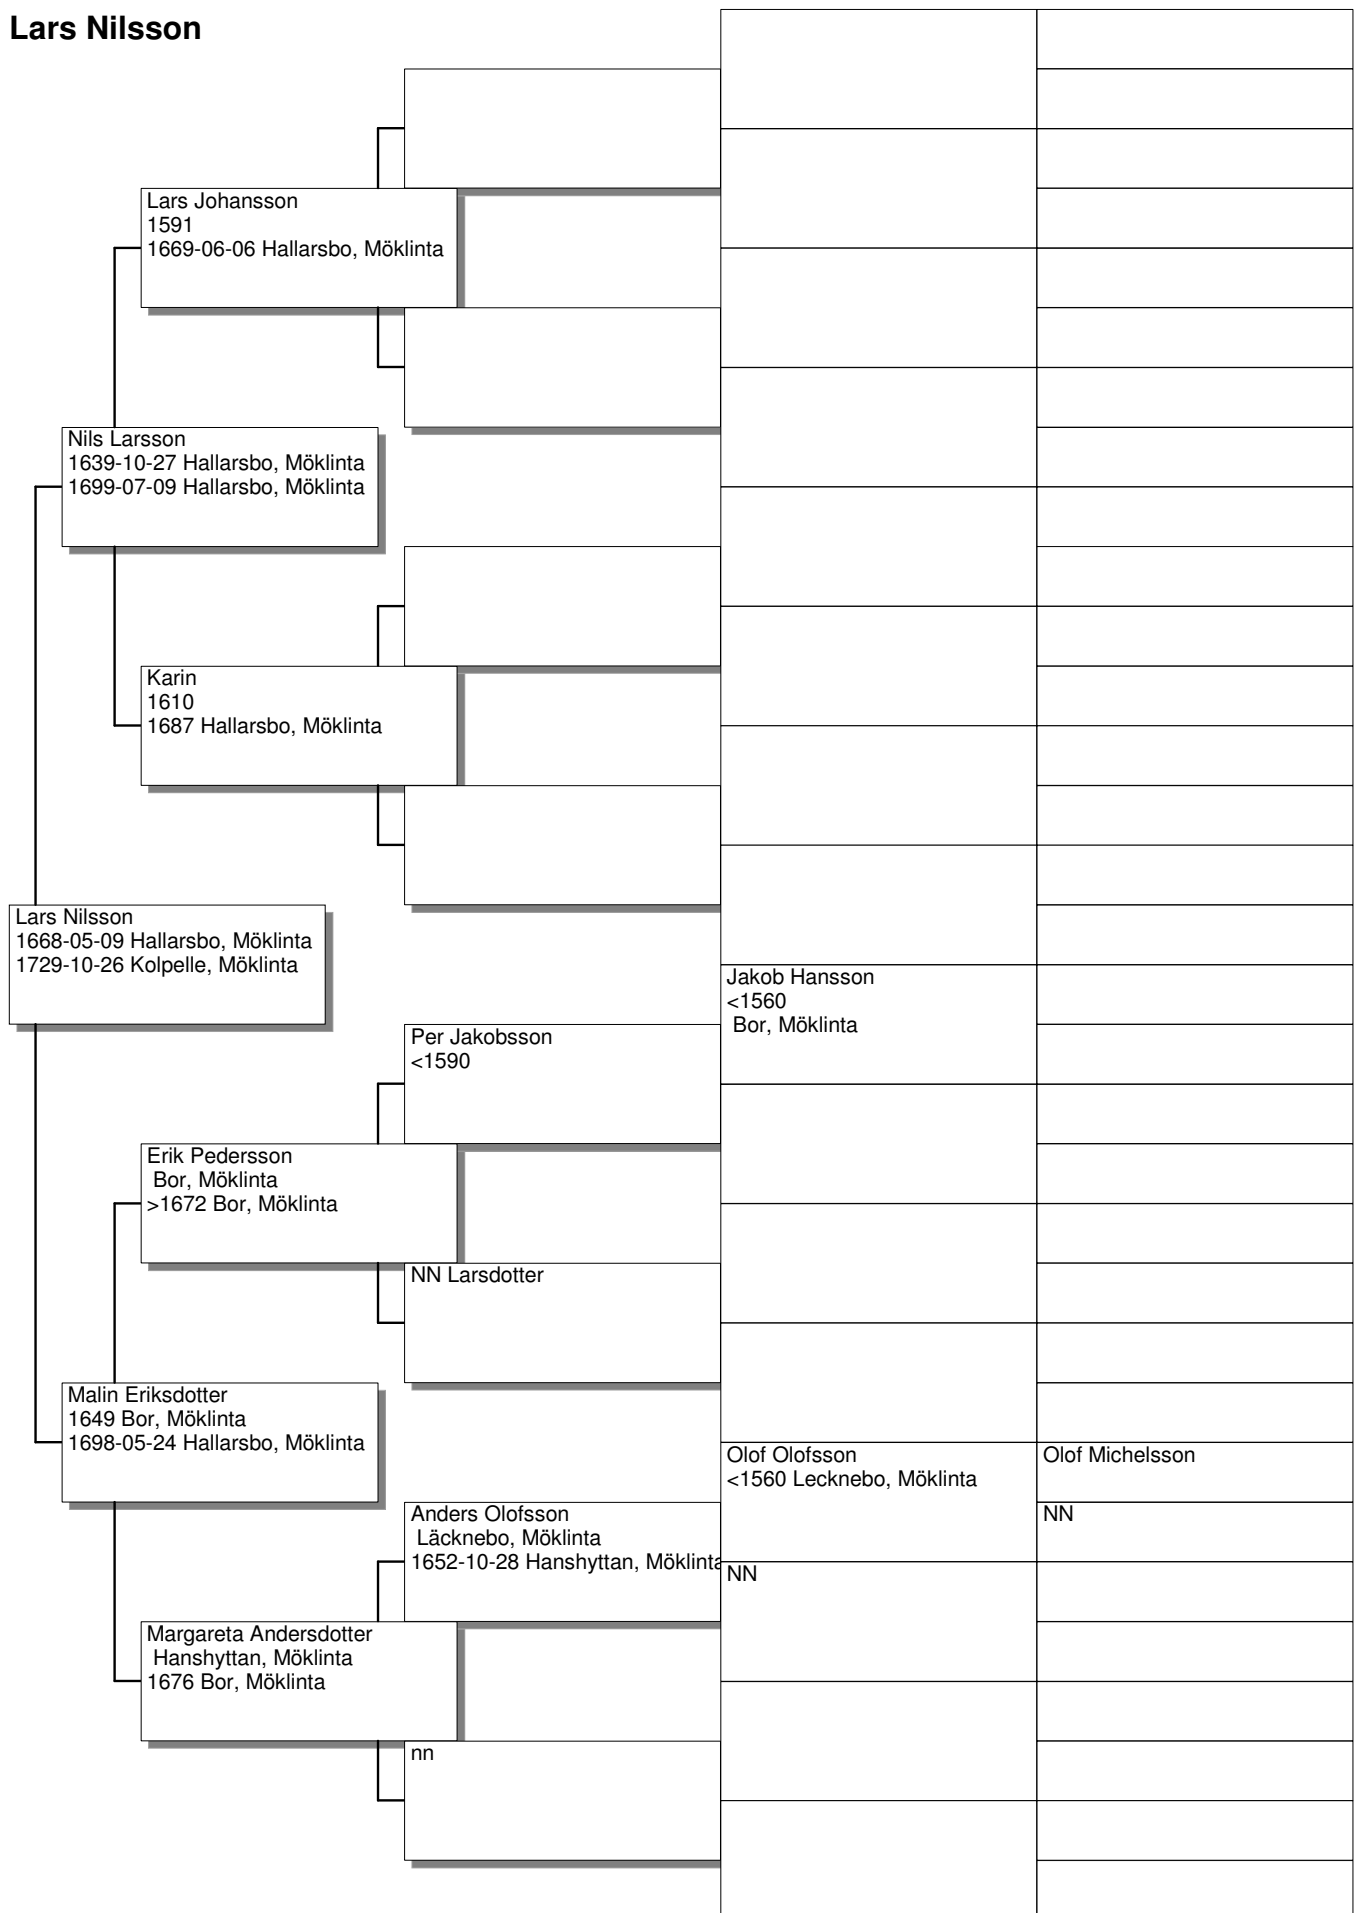 Lars Nilsson
Lars Johansson
1591
1669-06-06 Hallarsbo, Möklinta
Nils Larsson
1639-10-27 Hallarsbo, Möklinta
1699-07-09 Hallarsbo, Möklinta
Karin
1610
1687 Hallarsbo, Möklinta
Lars Nilsson
1668-05-09 Hallarsbo, Möklinta
1729-10-26 Kolpelle, Möklinta
Jakob Hansson
<1560
Bor, Möklinta
Per Jakobsson
<1590
Erik Pedersson
Bor, Möklinta
>1672 Bor, Möklinta
NN Larsdotter
Malin Eriksdotter
1649 Bor, Möklinta
1698-05-24 Hallarsbo, Möklinta
Olof Olofsson
<1560 Lecknebo, Möklinta
Olof Michelsson
NN
Anders Olofsson
Läcknebo, Möklinta
1652-10-28 Hanshyttan, Möklinta
NN
Margareta Andersdotter
Hanshyttan, Möklinta
1676 Bor, Möklinta
nn